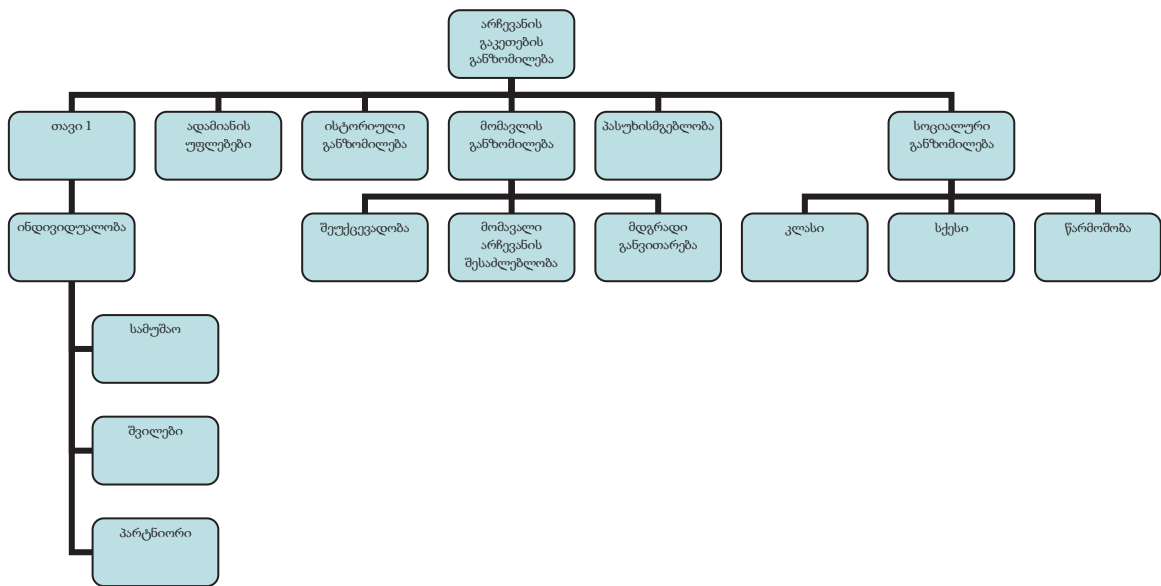 არჩევანის
გაკეთების
განზომილება
თავი 1
ადამიანის
უფლებები
ისტორიული
განზომილება
მომავლის
განზომილება
პასუხისმგებლობა
სოციალური
განზომილება
ინდივიდუალობა
შეუქცევადობა
მომავალი
არჩევანის
შესაძლებლობა
მდგრადი
განვითარება
კლასი
სქესი
წარმოშობა
სამუშაო
შვილები
პარტნიორი